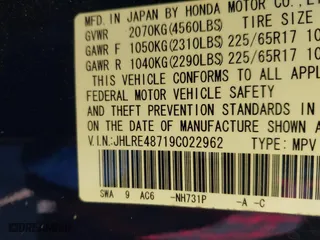 MFD. IN JAPAN BY HONDA MOTOR CO.,
GVWR 2070KG(4560LBS) TIRE SIZE
GAWR F 1050KG(2310LBS) 225/65R17 10
GAWR R 1040KG(2290LBS) 225/65R17 10
THIS VEHICLE CONFORMS TO ALL APPL
FEDERAL MOTOR VEHICLE SAFETY
AND THEFT PREVENTION STANDARDS IN
DATE OF MANUFACTURE SHOWN
V.I.N:JHLRE48719C022962 TYPE: MPV
SWA 9 AC6 -NH731P -A -C